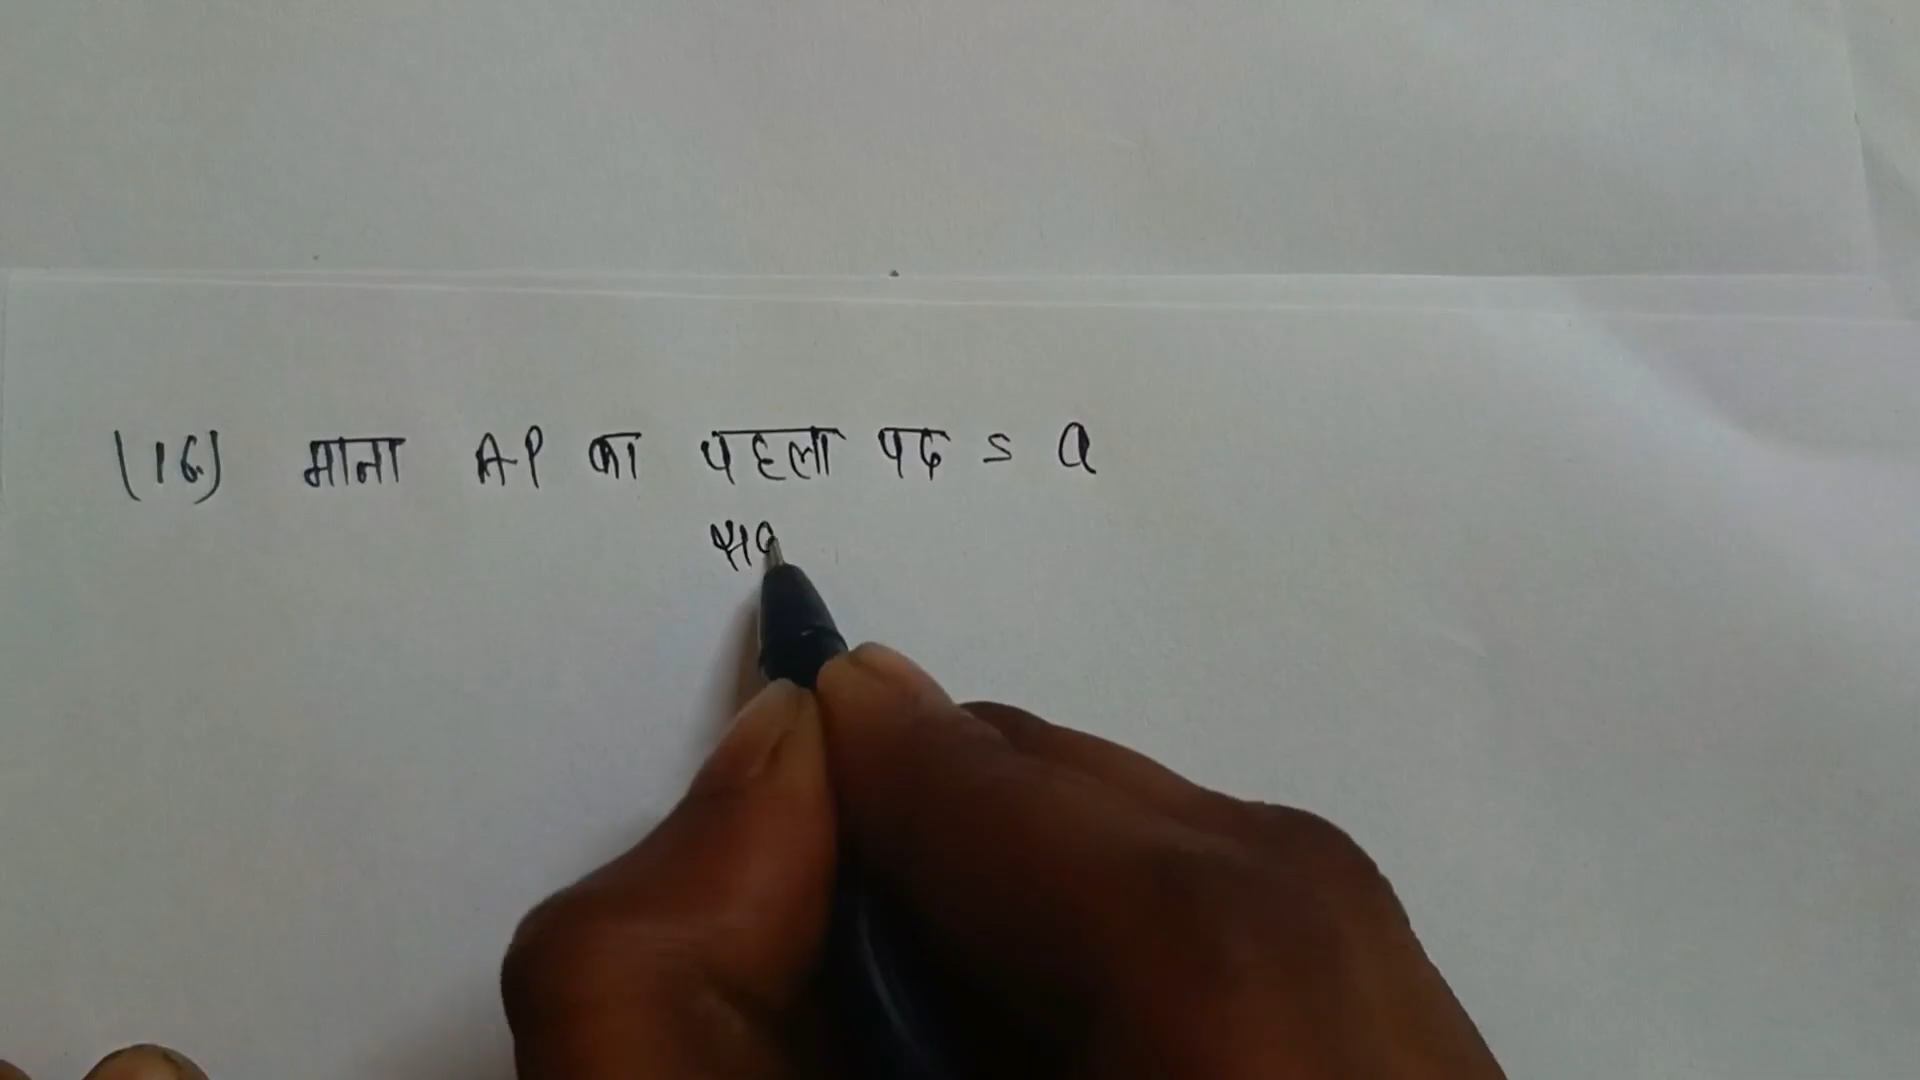 (16) माना AP का पहला पद = a